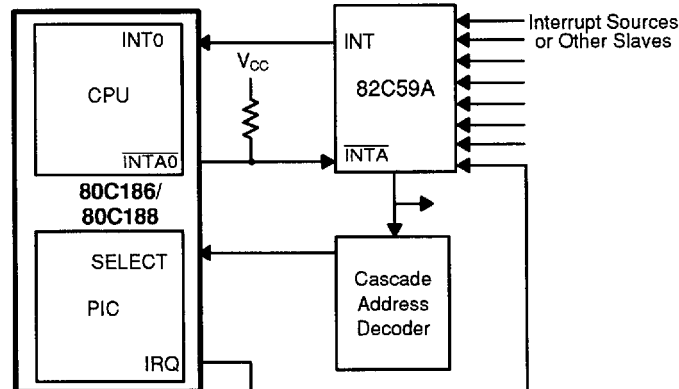 INT0
CPU
INTA0
80C186/
80C188
SELECT
PIC
IRQ
VCC
INT
82C59A
INTA
Interrupt Sources
or Other Slaves
Cascade
Address
Decoder